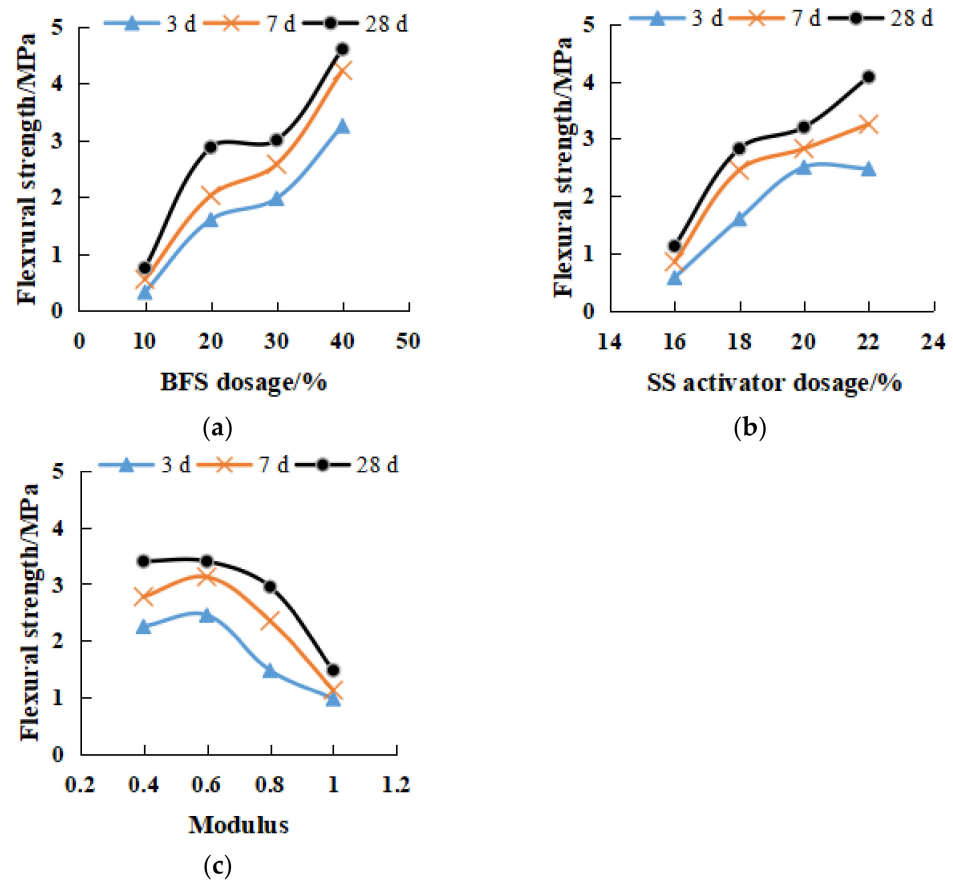 3 d 7 d 28 d
Flexrural strength/MPa
5
4
3
2
1
0
0 10 20 30 40 50
BFS dosage/%
(a)
3 d 7 d 28 d
Flexural strength/MPa
5
4
3
2
1
0
14 16 18 20 22 24
SS activator dosage/%
(b)
3 d 7 d 28 d
Flexural strength/MPa
5
4
3
2
1
0
0.2 0.4 0.6 0.8 1 1.2
Modulus
(c)